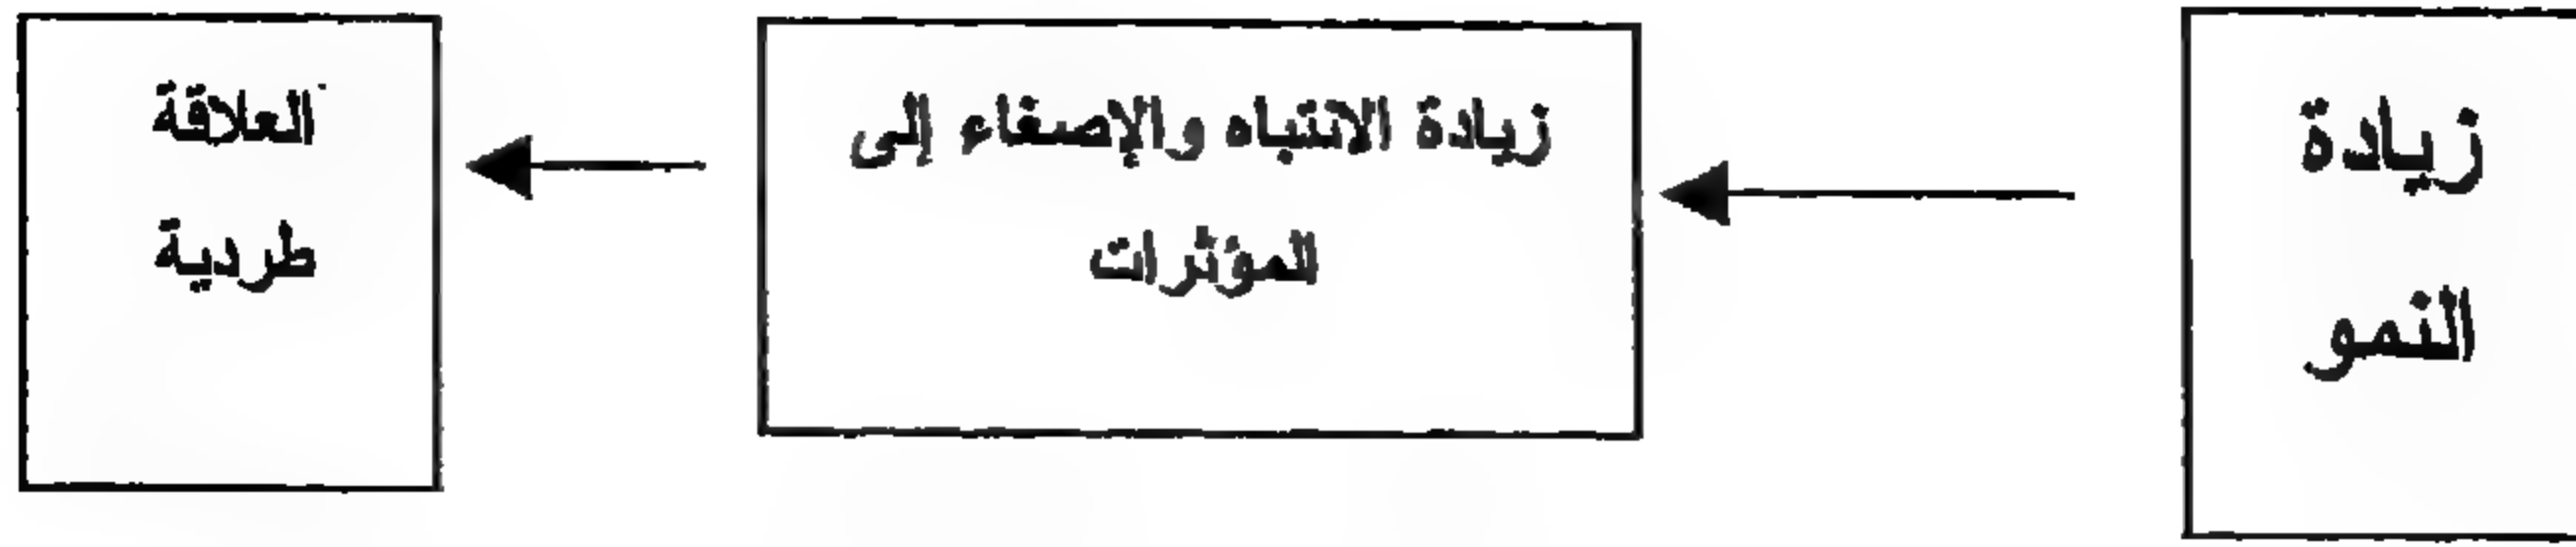 زيادة
النمو
زيادة الانتباه والإصغاء إلى
المؤثرات
العلاقة
طردية